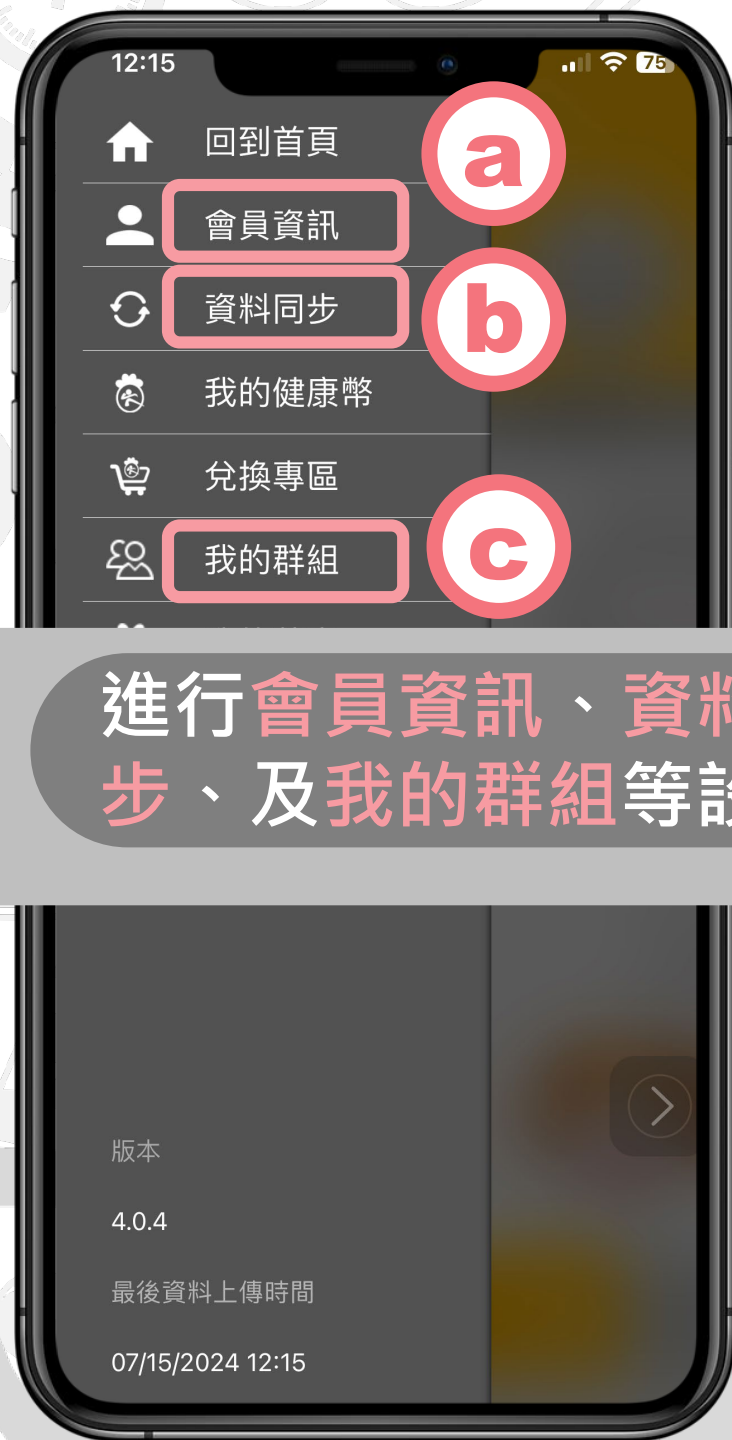 12:15
75
回到首頁
a
會員資訊
資料同步
b
我的健康幣
兌換專區
我的群組
c
進行會員資訊、資料
步、及我的群組等設
版本
4.0.4
最後資料上傳時間
07/15/2024 12:15